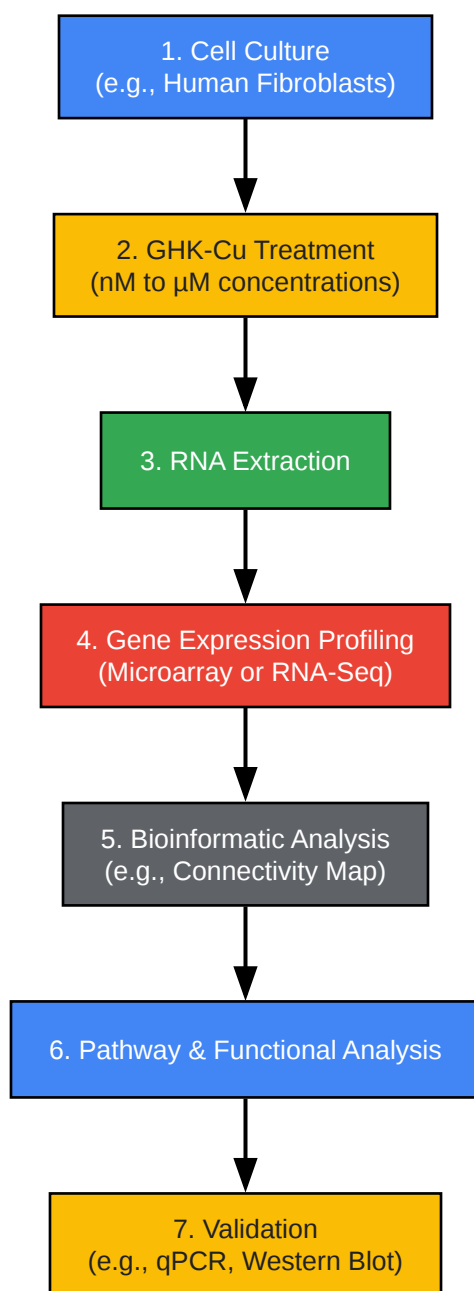 1. Cell Culture
(e.g., Human Fibroblasts)
2. GHK-Cu Treatment
(nM to µM concentrations)
3. RNA Extraction
4. Gene Expression Profiling
(Microarray or RNA-Seq)
5. Bioinformatic Analysis
(e.g., Connectivity Map)
6. Pathway & Functional Analysis
7. Validation
(e.g., qPCR, Western Blot)